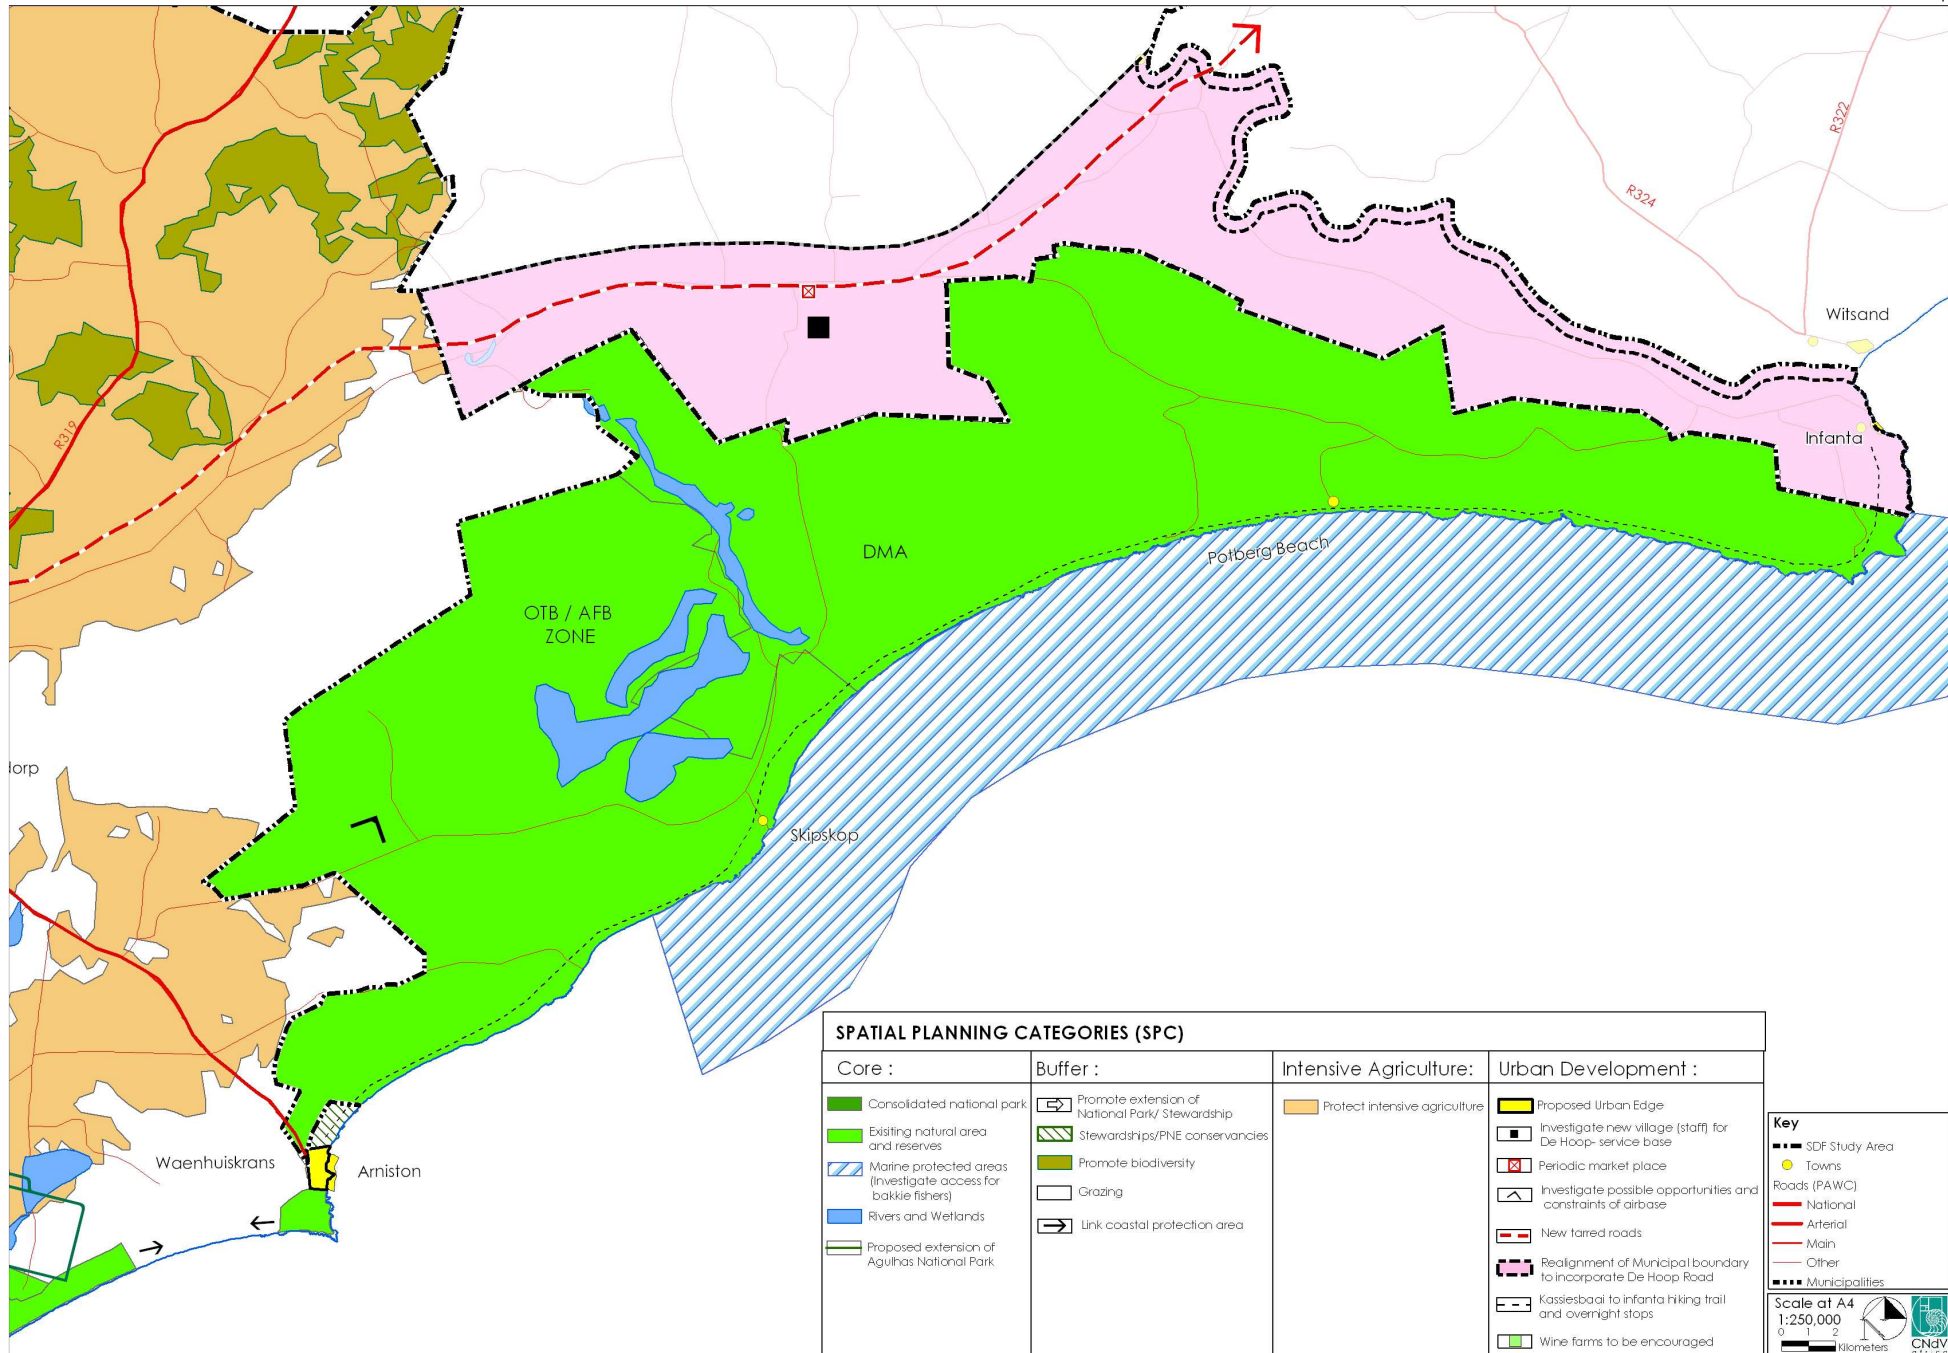 R322
R324
Witsand
R319
Infanta
DMA
Potberg Beach
OTB / AFB
ZONE
dorp
Skipskop
Waenhuiskrans
Arniston
SPATIAL PLANNING CATEGORIES (SPC)
Core :
Consolidated national park
Exisiting natural area
and reserves
Marine protected areas
(Investigate access for
bakkie fishers)
Rivers and Wetlands
Proposed extension of
Agulhas National Park
Buffer :
Promote extension of
National Park/ Stewardship
Stewardships/PNE conservancies
Promote biodiversity
Grazing
Link coastal protection area
Intensive Agriculture:
Protect intensive agriculture
Urban Development :
Proposed Urban Edge
Investigate new village (staff) for
De Hoop- service base
Periodic market place
Investigate possible opportunities and
constraints of airbase
New tarred roads
Realignment of Municipal boundary
to incorporate De Hoop Road
Kassiesbaai to infanta hiking trail
and overnight stops
Wine farms to be encouraged
Key
SDF Study Area
Towns
Roads (PAWC)
National
Arterial
Main
Other
Municipalities
Scale at A4
1:250,000
0 1 2
Kilometers
CNdV